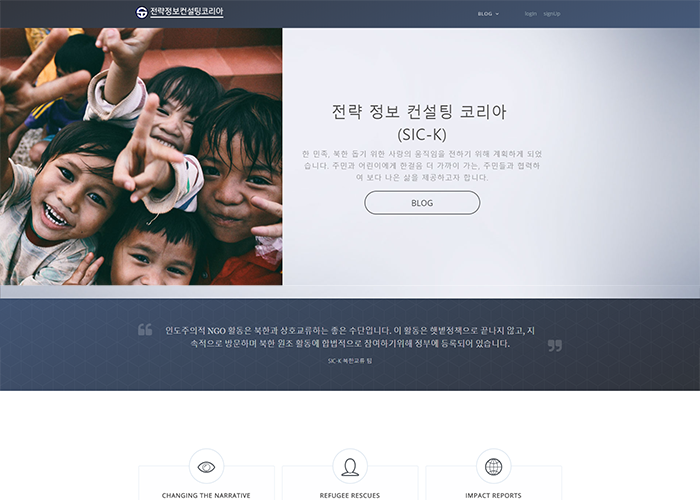 전략정보컨설팅코리아
BLOG
login signUp
전략 정보 컨설팅 코리아
(SIC-K)
한 민족, 북한 돕기 위한 사랑의 움직임을 전하기 위해 계획하게 되었
습니다. 주민과 어린이에게 한걸음 더 가까이 가는, 주민들과 협력하
여 보다 나은 삶을 제공하고자 합니다.
BLOG
인도주의적 NGO 활동은 북한과 상호교류하는 좋은 수단입니다. 이 활동은 햇볕정책으로 끝나지 않고, 지
속적으로 방문하며 북한 원조 활동에 합법적으로 참여하기위해 정부에 등록되어 있습니다.
SIC-K 북한교류 팀
CHANGING THE NARRATIVE
REFUGEE RESCUES
IMPACT REPORTS